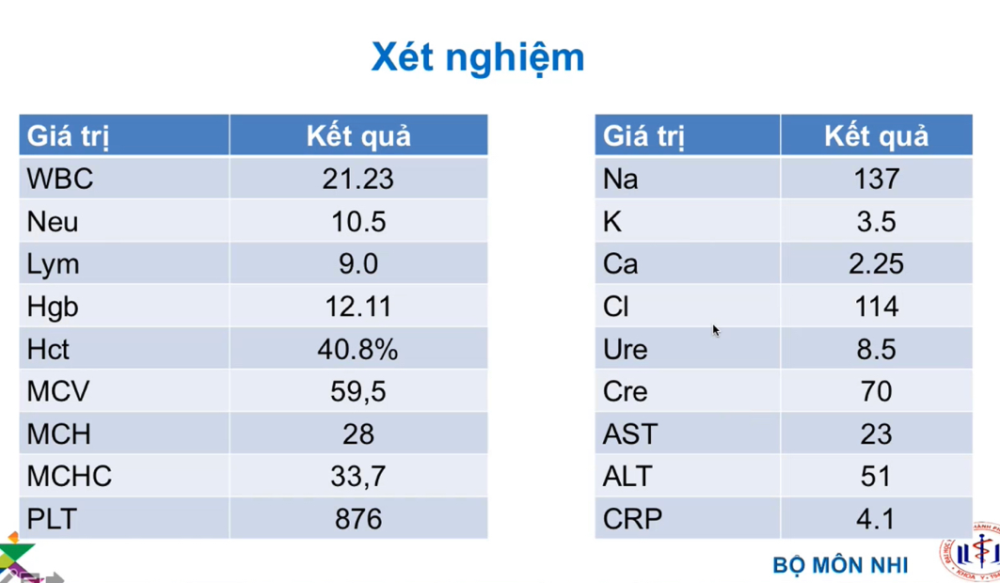 Xét nghiệm
Giá trị Kết quả
WBC 21.23
Neu 10.5
Lym 9.0
Hgb 12.11
Hct 40.8%
MCV 59,5
MCH 28
MCHC 33,7
PLT 876
Giá trị Kết quả
Na 137
K 3.5
Ca 2.25
Cl 114
Ure 8.5
Cre 70
AST 23
ALT 51
CRP 4.1
BỘ MÔN NHI